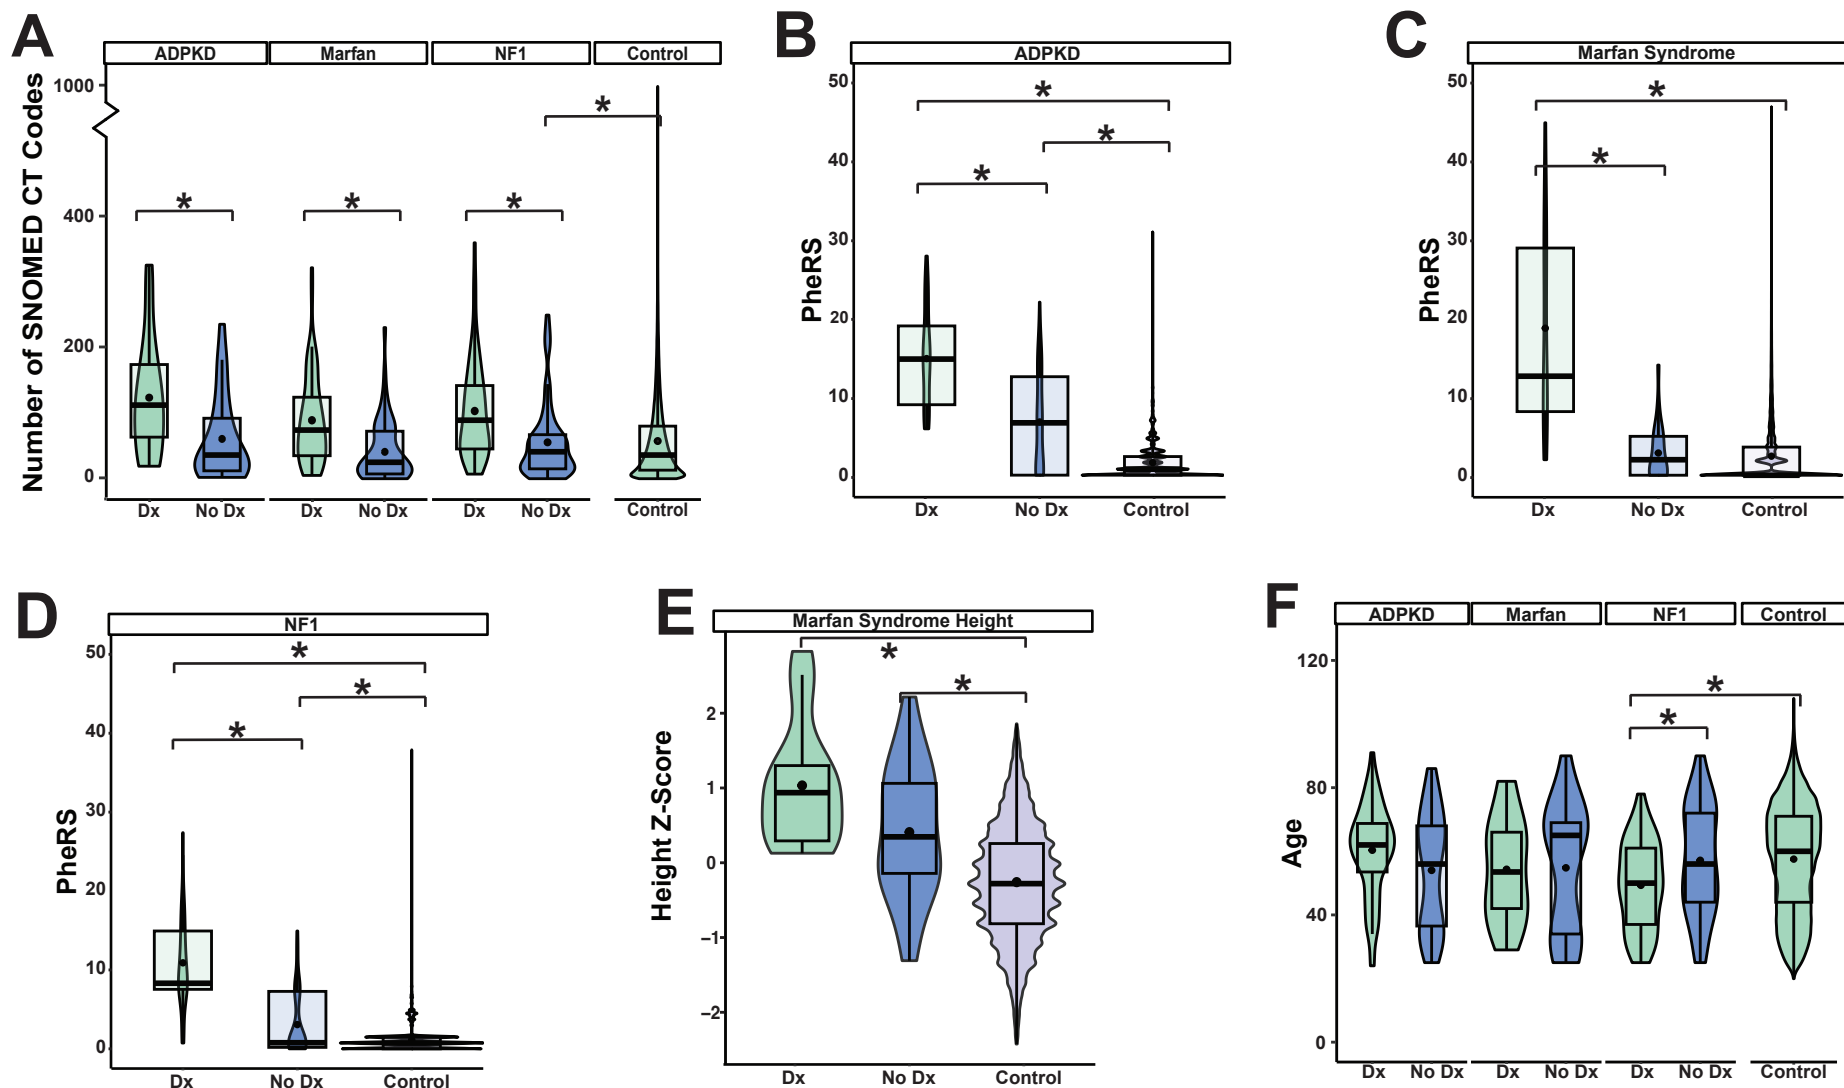 A
ADPKD
Marfan
NF1
Control
Number of SNOMED CT Codes
1000
400
200
0
*
*
*
*
Dx
No Dx
Dx
No Dx
Dx
No Dx
Control
B
ADPKD
PheRS
50
40
30
20
10
0
*
*
*
Dx
No Dx
Control
C
Marfan Syndrome
PheRS
50
40
30
20
10
0
*
*
Dx
No Dx
Control
D
NF1
PheRS
50
40
30
20
10
0
*
*
*
Dx
No Dx
Control
E
Marfan Syndrome Height
Height Z-Score
2
1
0
−1
−2
*
*
Dx
No Dx
Control
F
ADPKD
Marfan
NF1
Control
Age
120
80
40
0
*
*
Dx
No Dx
Dx
No Dx
Dx
No Dx
Control